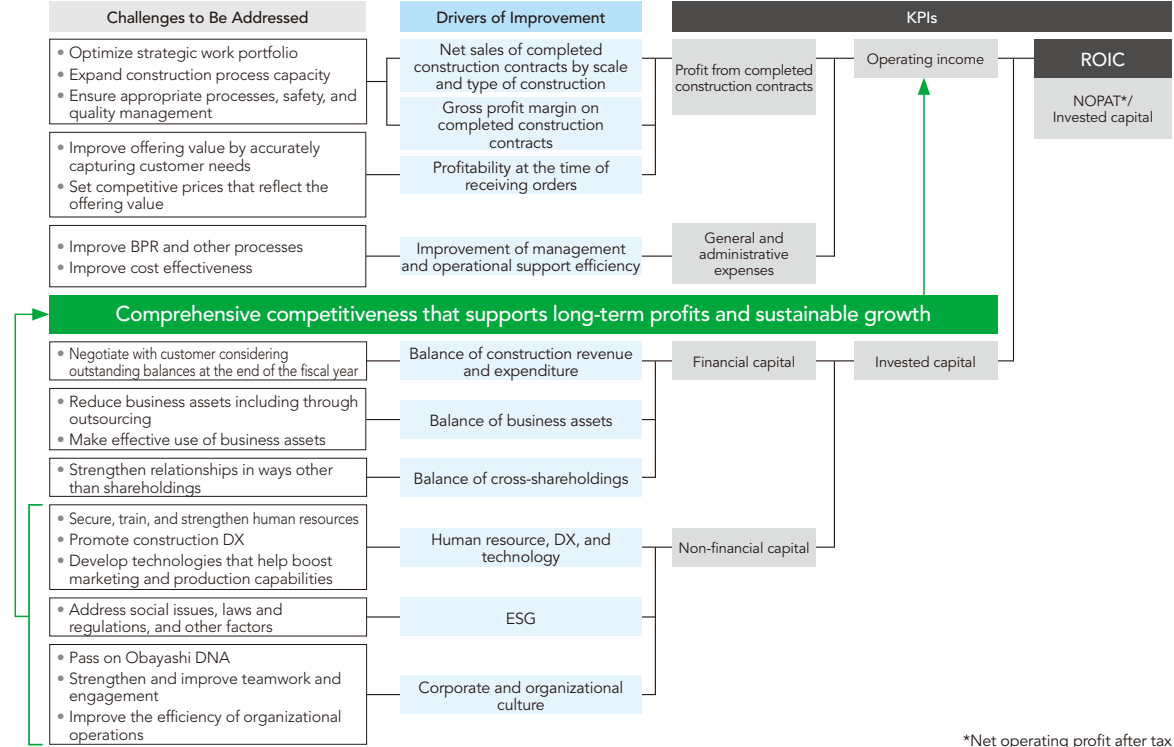 Challenges to Be Addressed
Drivers of Improvement
KPIs
• Optimize strategic work portfolio
• Expand construction process capacity
• Ensure appropriate processes, safety, and
quality management
Net sales of completed
construction contracts by scale
and type of construction
Gross profit margin on
completed construction
contracts
Profit from completed
construction contracts
Operating income
ROIC
NOPAT*/
Invested capital
• Improve offering value by accurately
capturing customer needs
• Set competitive prices that reflect the
offering value
Profitability at the time of
receiving orders
• Improve BPR and other processes
• Improve cost effectiveness
Improvement of management
and operational support efficiency
General and
administrative
expenses
Comprehensive competitiveness that supports long-term profits and sustainable growth
• Negotiate with customer considering
outstanding balances at the end of the fiscal year
Balance of construction revenue
and expenditure
Financial capital
Invested capital
• Reduce business assets including through
outsourcing
• Make effective use of business assets
Balance of business assets
• Strengthen relationships in ways other
than shareholdings
Balance of cross-shareholdings
• Secure, train, and strengthen human resources
• Promote construction DX
• Develop technologies that help boost
marketing and production capabilities
Human resource, DX, and
technology
Non-financial capital
• Address social issues, laws and
regulations, and other factors
ESG
• Pass on Obayashi DNA
• Strengthen and improve teamwork and
engagement
• Improve the efficiency of organizational
operations
Corporate and organizational
culture
*Net operating profit after tax